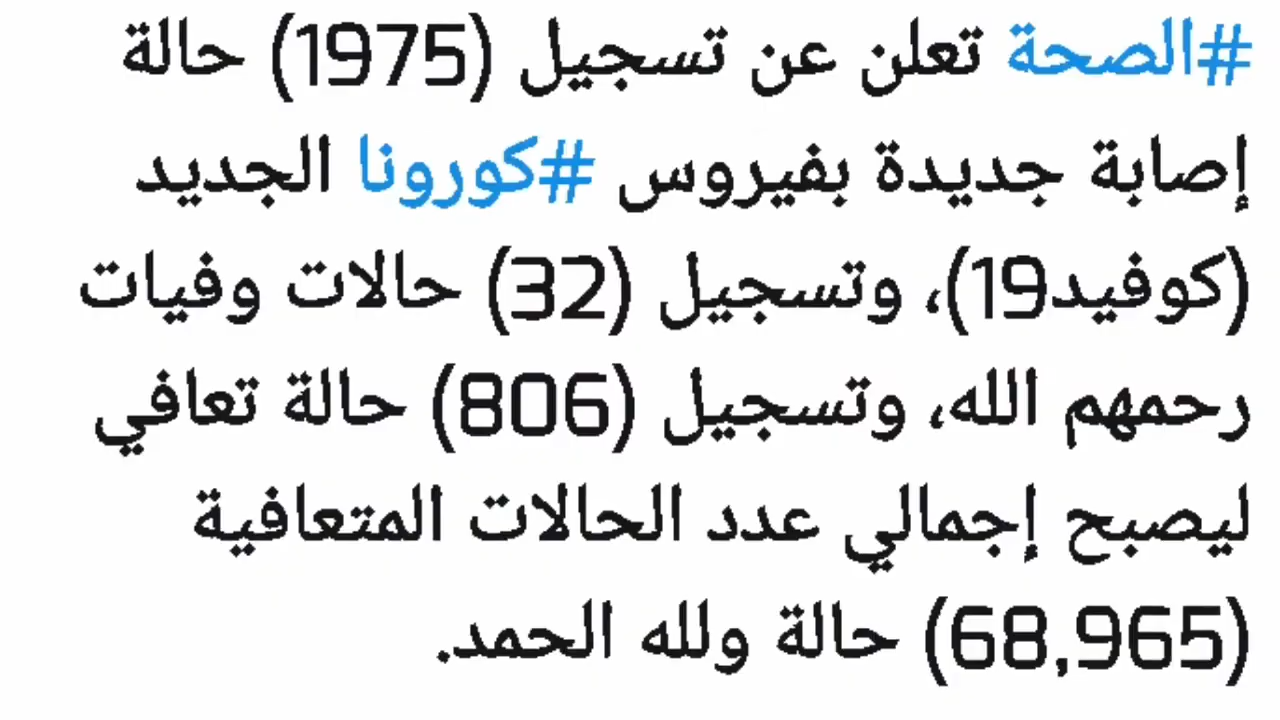 #الصحة تعلن عن تسجيل (1975) حالة
إصابة جديدة بفيروس #كورونا الجديد
(كوفيد19)، وتسجيل (32) حالات وفيات
رحمهم الله، وتسجيل (806) حالة تعافي
ليصبح إجمالي عدد الحالات المتعافية
(68,965) حالة ولله الحمد.